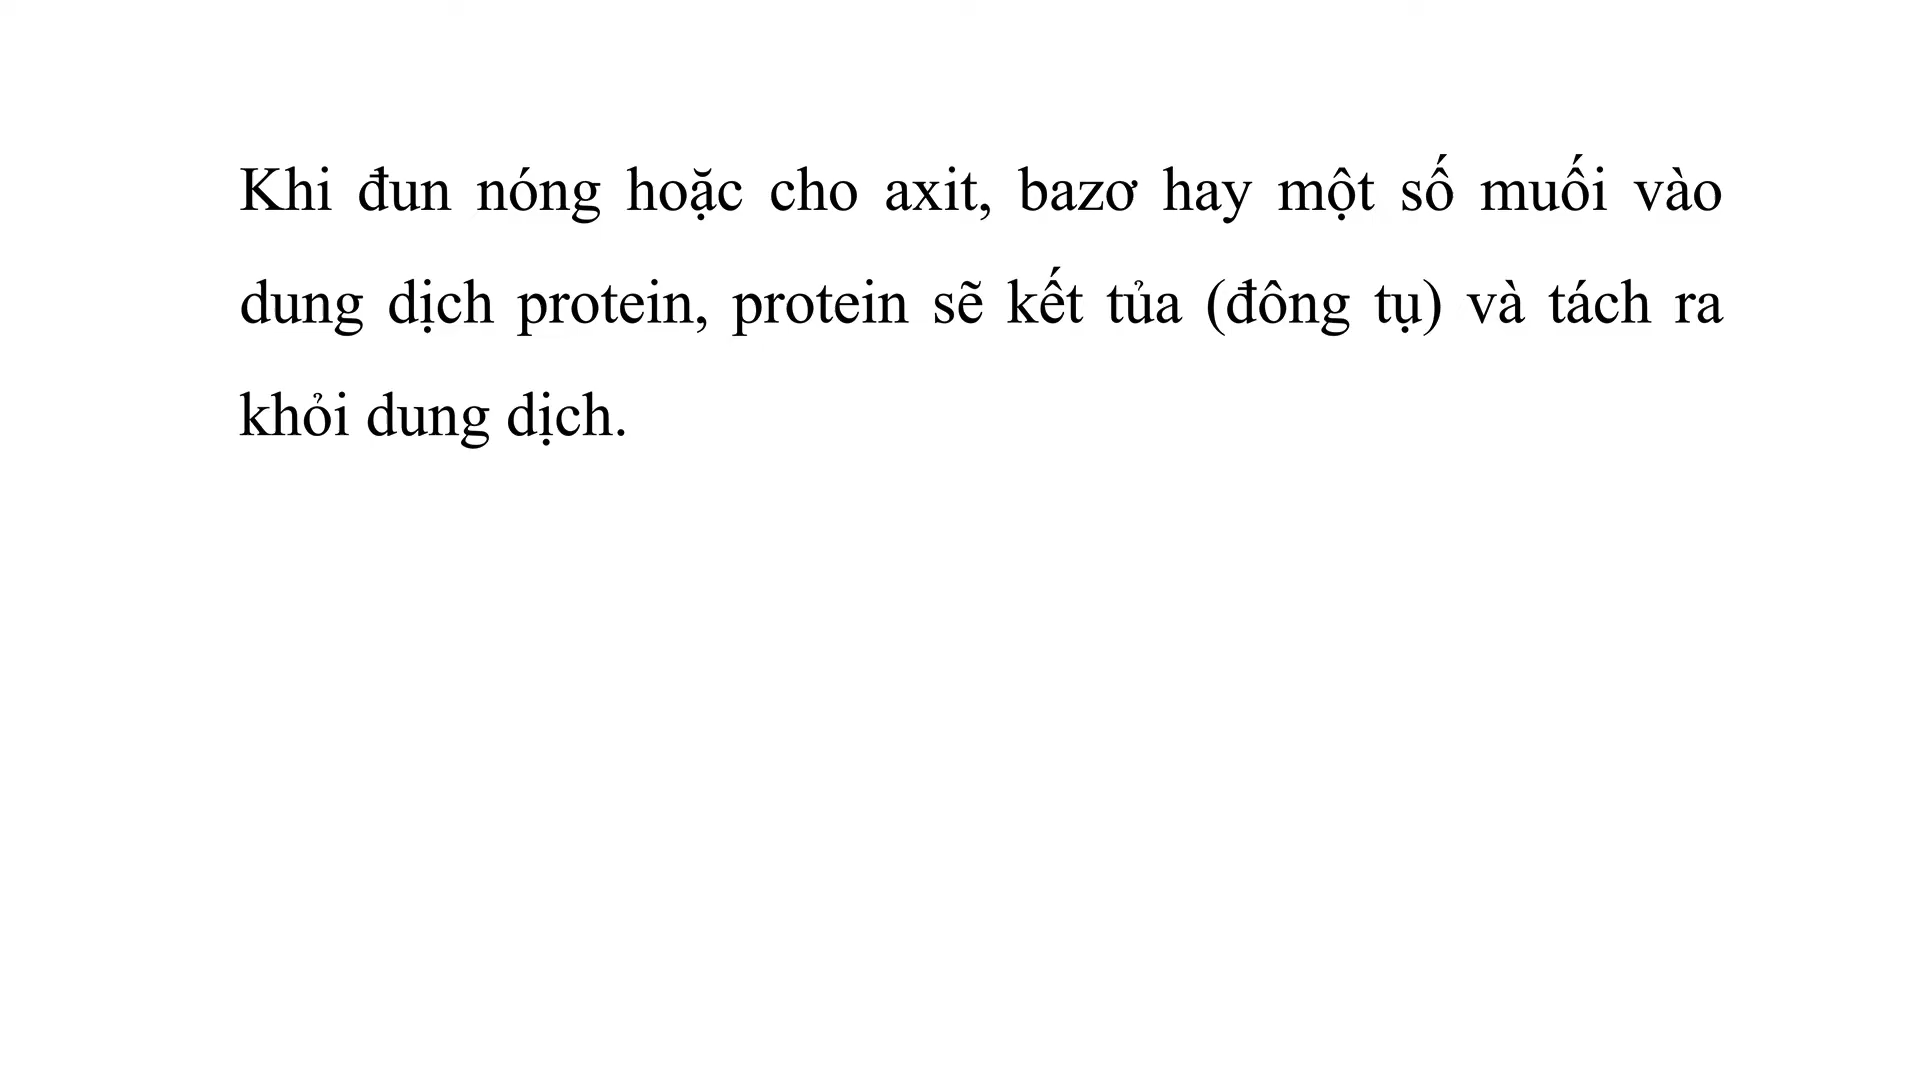 Khi đun nóng hoặc cho axit, bazơ hay một số muối vào
dung dịch protein, protein sẽ kết tủa (đông tụ) và tách ra
khỏi dung dịch.